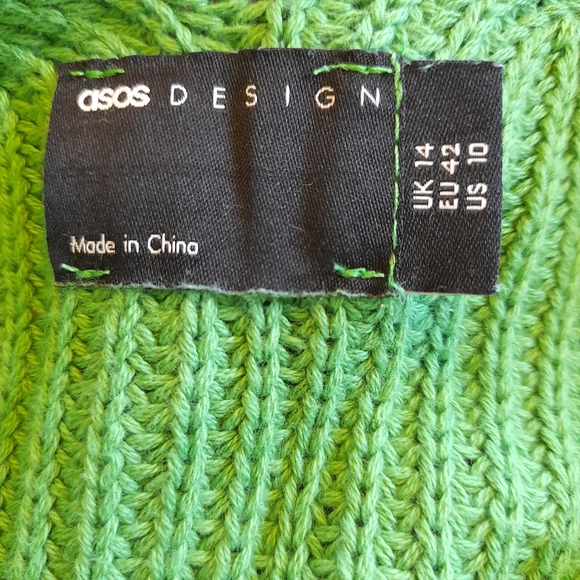 asos DESIGN
Made in China
UK 14
EU 42
US 10